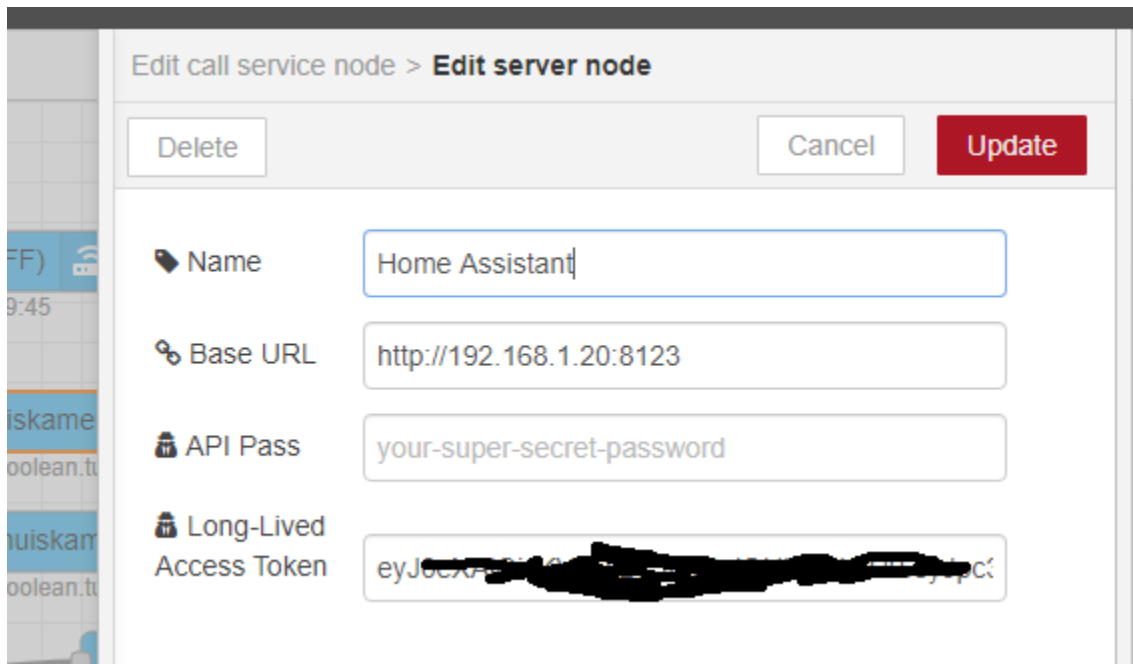 Edit call service node > Edit server node
Delete
Cancel
Update
FF)
9:45
iskame
oolean.tu
uiskam
oolean.tu
Name
Home Assistant
Base URL
http://192.168.1.20:8123
API Pass
your-super-secret-password
Long-Lived
Access Token